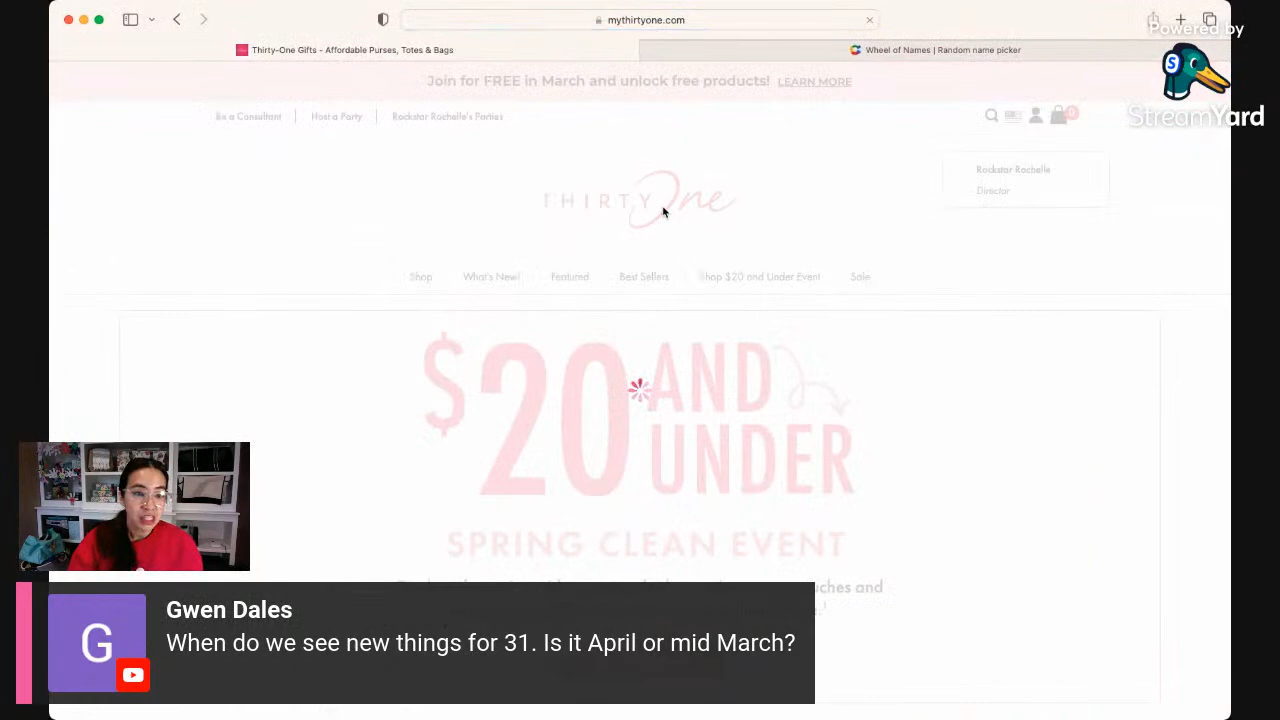 mythirtyone.com
Thirty-One Gifts - Affordable Purses, Totes & Bags
Wheel of Names | Random name picker
Powered by
StreamYard
Join for FREE in March and unlock free products! LEARN MORE
Be a Consultant
Host a Party
Rockstar Rochelle's Parties
0
Rockstar Rochelle
Director
THIRTY One
Shop
What's New!
Featured
Best Sellers
Shop $20 and Under Event
Sale
$20 AND
UNDER
SPRING CLEAN EVENT
and
G
Gwen Dales
When do we see new things for 31. Is it April or mid March?